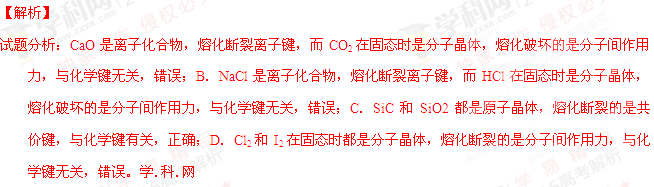 【解析】
试题分析：CaO 是离子化合物，熔化断裂离子键，而 CO₂ 在固态时是分子晶体，熔化破坏的是分子间作用
力，与化学键无关，错误；B．NaCl 是离子化合物，熔化断裂离子键，而 HCl 在固态时是分子晶体，
熔化破坏的是分子间作用力，与化学键无关，错误；C．SiC 和 SiO2 都是原子晶体，熔化断裂的是共
价键，与化学键有关，正确；D．Cl₂ 和 I₂ 在固态时都是分子晶体，熔化断裂的是分子间作用力，与化
学键无关，错误。学.科.网